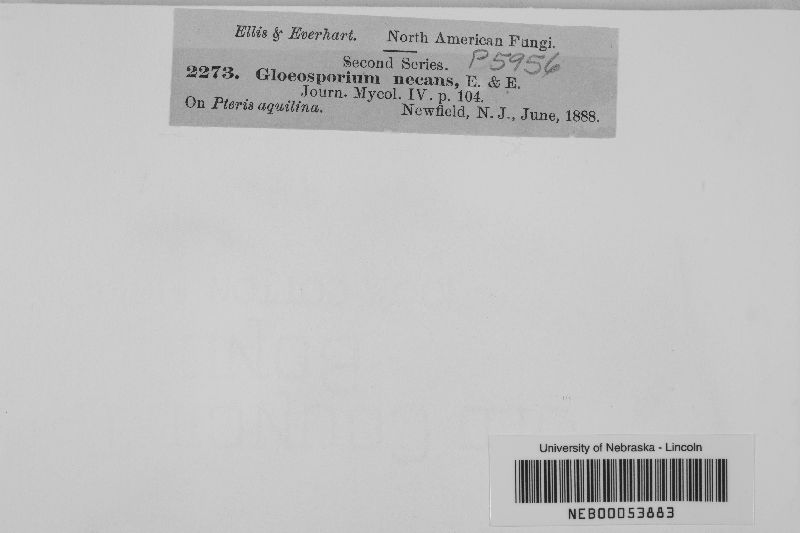 Ellis & Everhart. North American Fungi.
Second Series. P5956
2273. Gloeosporium necans, E. & E.
Journ. Mycol. IV. p. 104.
On Pteris aquilina. Newfield, N. J., June, 1888.
University of Nebraska - Lincoln
NEB00053883